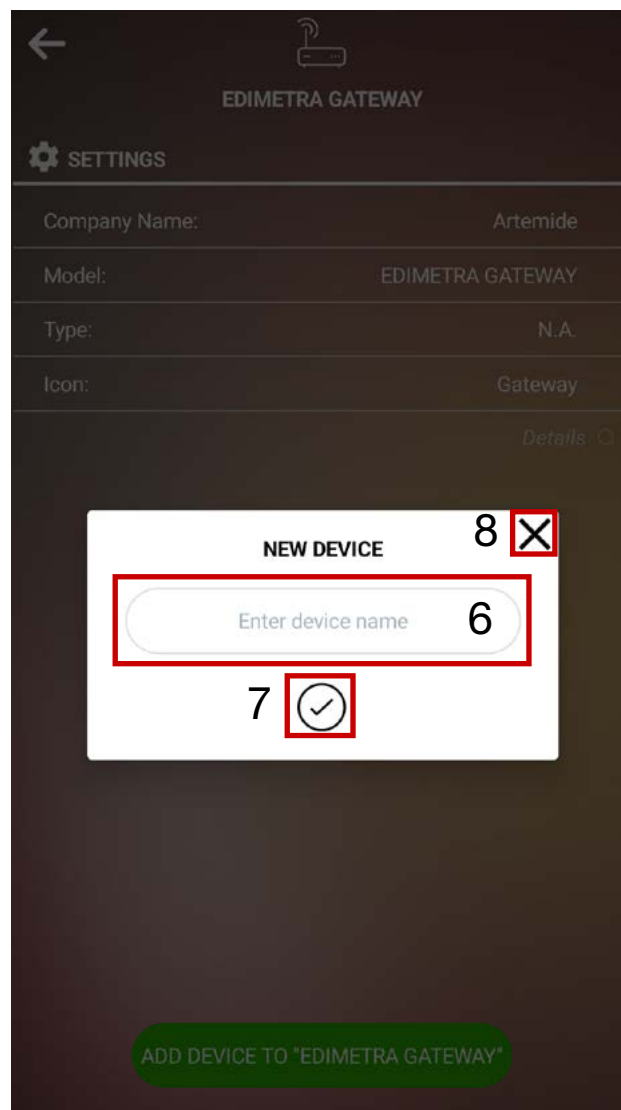 EDIMETRA GATEWAY
SETTINGS
Company Name: Artemide
Model: EDIMETRA GATEWAY
Type: N.A.
Icon: Gateway
Details
NEW DEVICE 8
Enter device name 6
7
ADD DEVICE TO "EDIMETRA GATEWAY"